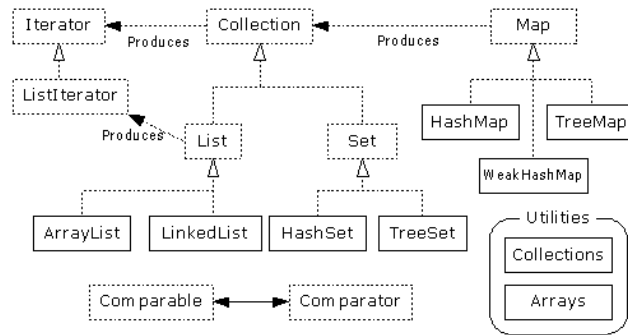 Iterator
Collection
Map
Produces
Produces
ListIterator
Produces
List
Set
HashMap
TreeMap
WeakHashMap
ArrayList
LinkedList
HashSet
TreeSet
Utilities
Collections
Arrays
Comparable
Comparator